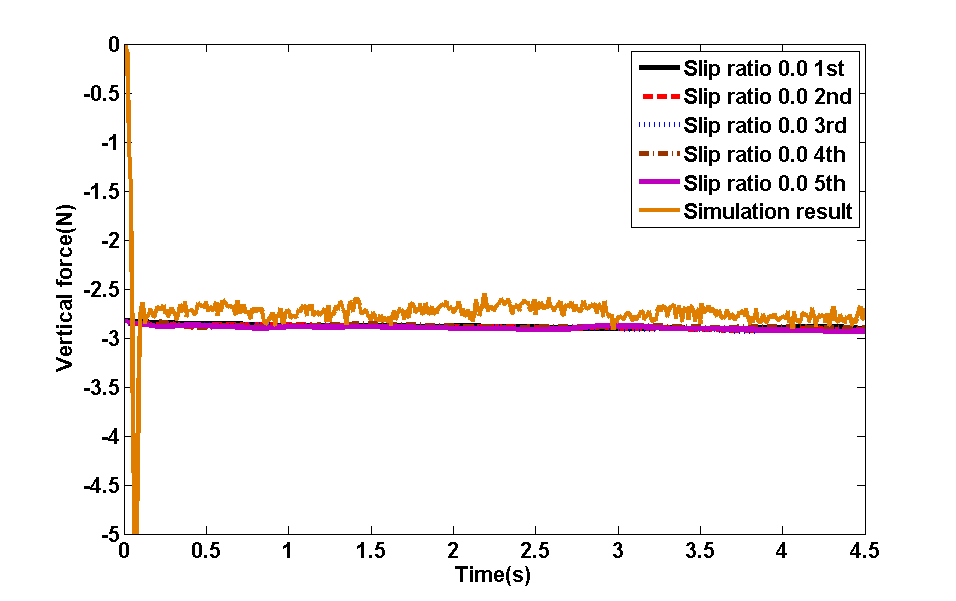 0
-0.5
-1
-1.5
-2
-2.5
-3
-3.5
-4
-4.5
-5
Vertical force(N)
Slip ratio 0.0 1st
Slip ratio 0.0 2nd
Slip ratio 0.0 3rd
Slip ratio 0.0 4th
Slip ratio 0.0 5th
Simulation result
0 0.5 1 1.5 2 2.5 3 3.5 4 4.5
Time(s)